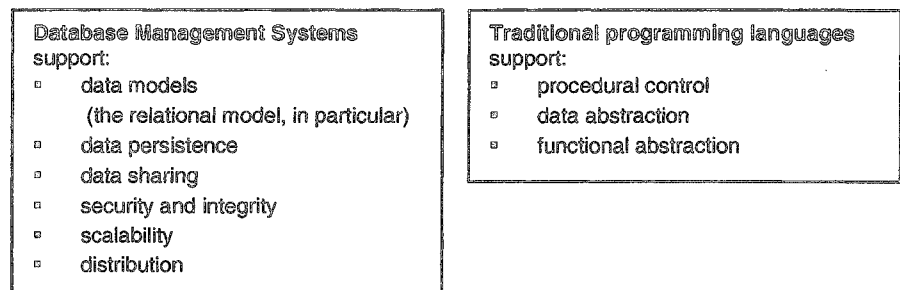 Database Management Systems
support:
▫ data models
(the relational model, in particular)
▫ data persistence
▫ data sharing
▫ security and integrity
▫ scalability
▫ distribution
Traditional programming languages
support:
▫ procedural control
▫ data abstraction
▫ functional abstraction